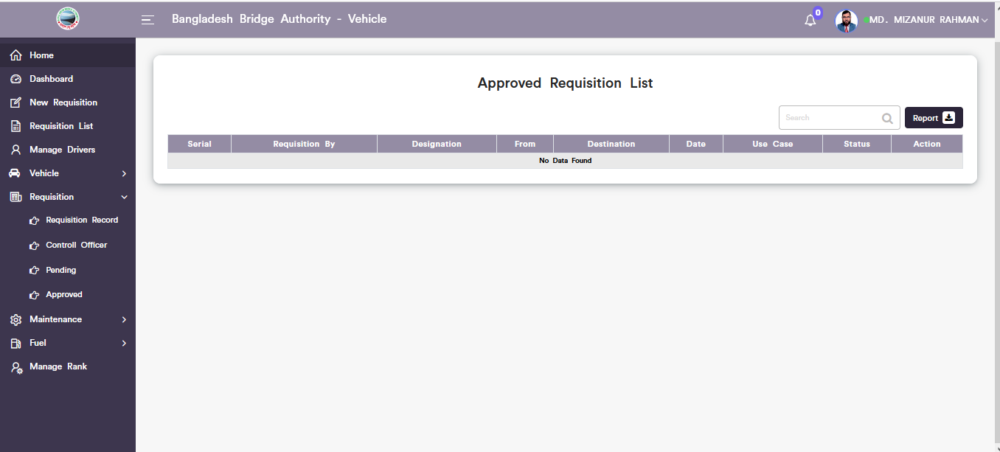 Bangladesh Bridge Authority - Vehicle
0
MD. MIZANUR RAHMAN
Home
Dashboard
New Requisition
Requisition List
Manage Drivers
Vehicle
Requisition
Requisition Record
Controll Officer
Pending
Approved
Maintenance
Fuel
Manage Rank
Approved Requisition List
Search
Report
Serial Requisition By Designation From Destination Date Use Case Status Action
No Data Found